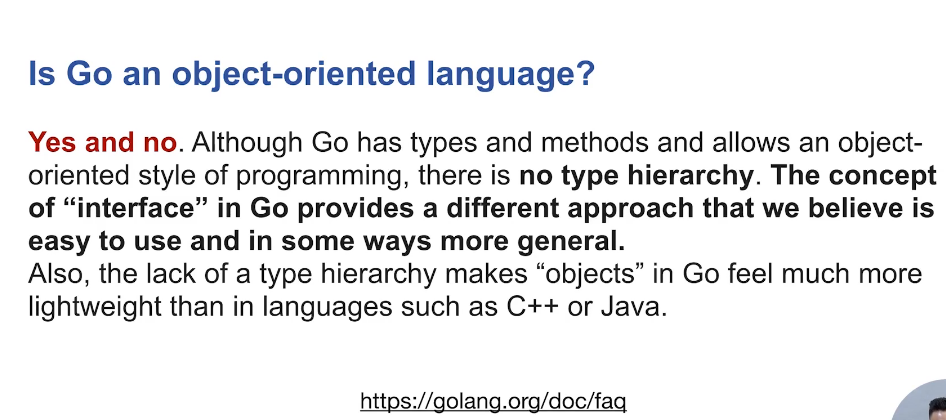 Is Go an object-oriented language?
Yes and no. Although Go has types and methods and allows an object-
oriented style of programming, there is no type hierarchy. The concept
of “interface” in Go provides a different approach that we believe is
easy to use and in some ways more general.
Also, the lack of a type hierarchy makes “objects” in Go feel much more
lightweight than in languages such as C++ or Java.
https://golang.org/doc/faq